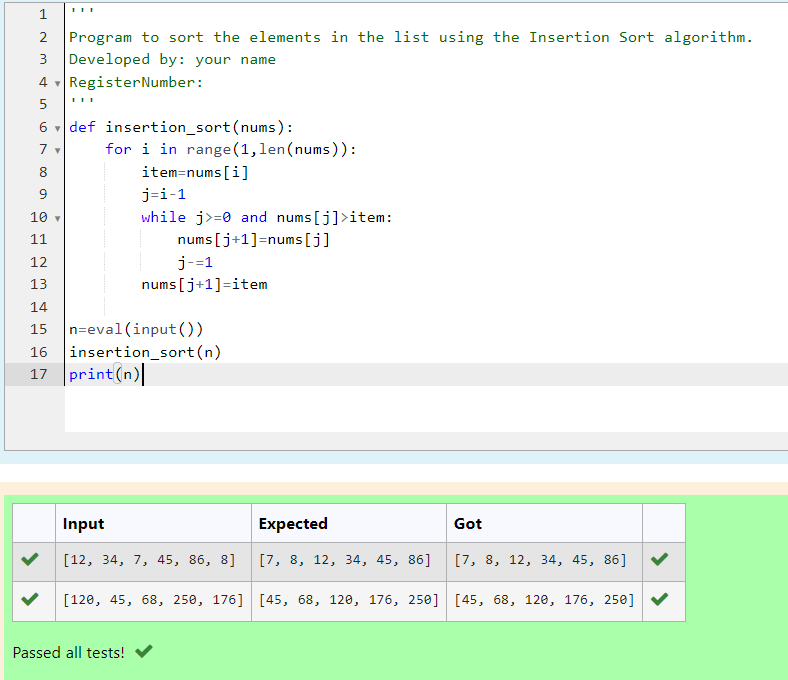 1 '''
2 Program to sort the elements in the list using the Insertion Sort algorithm.
3 Developed by: your name
4 RegisterNumber:
5 '''
6 def insertion_sort(nums):
7     for i in range(1,len(nums)):
8         item=nums[i]
9         j=i-1
10         while j>=0 and nums[j]>item:
11             nums[j+1]=nums[j]
12             j-=1
13         nums[j+1]=item
14
15 n=eval(input())
16 insertion_sort(n)
17 print(n)
Input Expected Got
[12, 34, 7, 45, 86, 8] [7, 8, 12, 34, 45, 86] [7, 8, 12, 34, 45, 86]
[120, 45, 68, 250, 176] [45, 68, 120, 176, 250] [45, 68, 120, 176, 250]
Passed all tests!